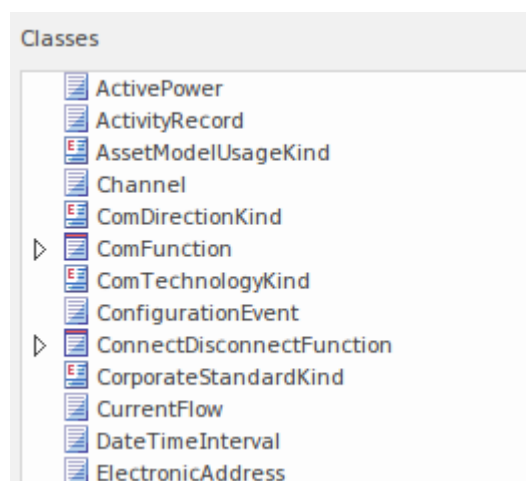 Classes
ActivePower
ActivityRecord
AssetModelUsageKind
Channel
ComDirectionKind
ComFunction
ComTechnologyKind
ConfigurationEvent
ConnectDisconnectFunction
CorporateStandardKind
CurrentFlow
DateTimeInterval
ElectronicAddress